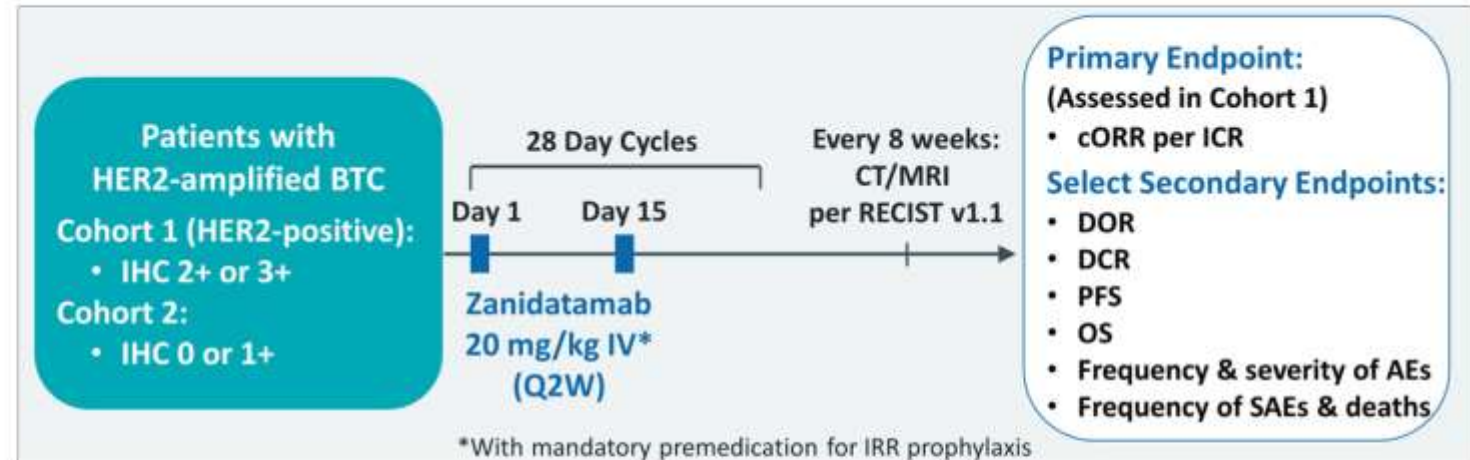 Patients with
HER2-amplified BTC
Cohort 1 (HER2-positive):
• IHC 2+ or 3+
Cohort 2:
• IHC 0 or 1+
28 Day Cycles
Day 1
Day 15
Zanidatamab
20 mg/kg IV*
(Q2W)
Every 8 weeks:
CT/MRI
per RECIST v1.1
*With mandatory premedication for IRR prophylaxis
Primary Endpoint:
(Assessed in Cohort 1)
• cORR per ICR
Select Secondary Endpoints:
• DOR
• DCR
• PFS
• OS
• Frequency & severity of AEs
• Frequency of SAEs & deaths